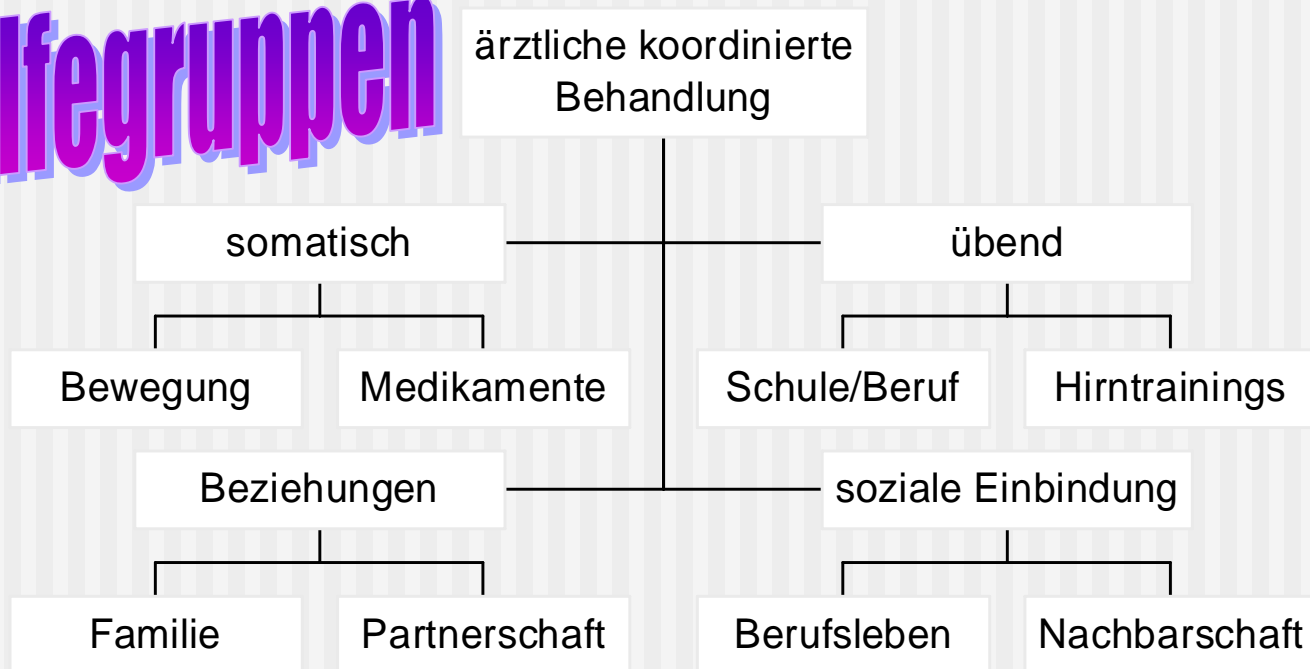 lfegruppen
ärztliche koordinierte
Behandlung
somatisch
übend
Bewegung
Medikamente
Schule/Beruf
Hirntrainings
Beziehungen
soziale Einbindung
Familie
Partnerschaft
Berufsleben
Nachbarschaft